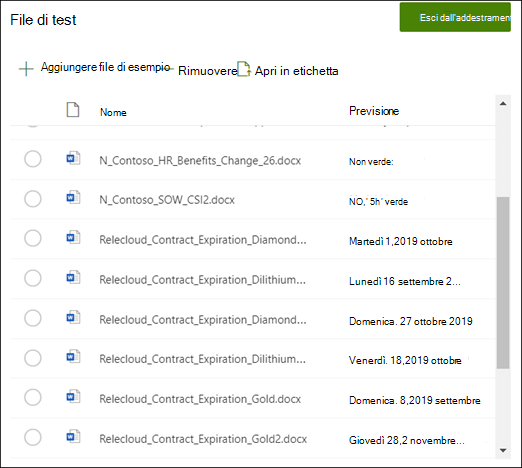 File di test
Esci dall'addestrament
Aggiungere file di esempio
Rimuovere
Apri in etichetta
Nome
Previsione
N_Contoso_HR_Benefits_Change_26.docx
Non verde:
N_Contoso_SOW_CSI2.docx
NO,' 5h' verde
Relecloud_Contract_Expiration_Diamond...
Martedì 1,2019 ottobre
Relecloud_Contract_Expiration_Dilithium...
Lunedì 16 settembre 2...
Relecloud_Contract_Expiration_Diamond...
Domenica. 27 ottobre 2019
Relecloud_Contract_Expiration_Dilithium...
Venerdì. 18,2019 ottobre
Relecloud_Contract_Expiration_Gold.docx
Domenica. 8,2019 settembre
Relecloud_Contract_Expiration_Gold2.docx
Giovedì 28,2 novembre...